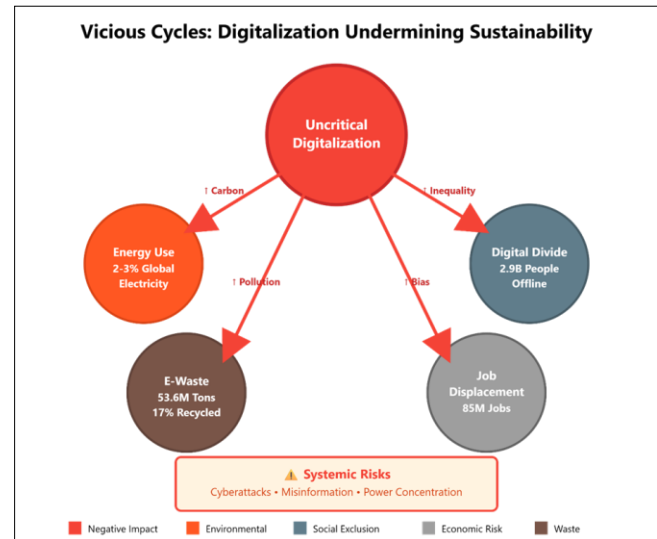 Vicious Cycles: Digitalization Undermining Sustainability
Uncritical
Digitalization
↑ Carbon
↑ Inequality
Energy Use
2-3% Global
Electricity
Digital Divide
2.9B People
Offline
↑ Pollution
↑ Bias
E-Waste
53.6M Tons
17% Recycled
Job
Displacement
85M Jobs
⚠ Systemic Risks
Cyberattacks • Misinformation • Power Concentration
Negative Impact
Environmental
Social Exclusion
Economic Risk
Waste